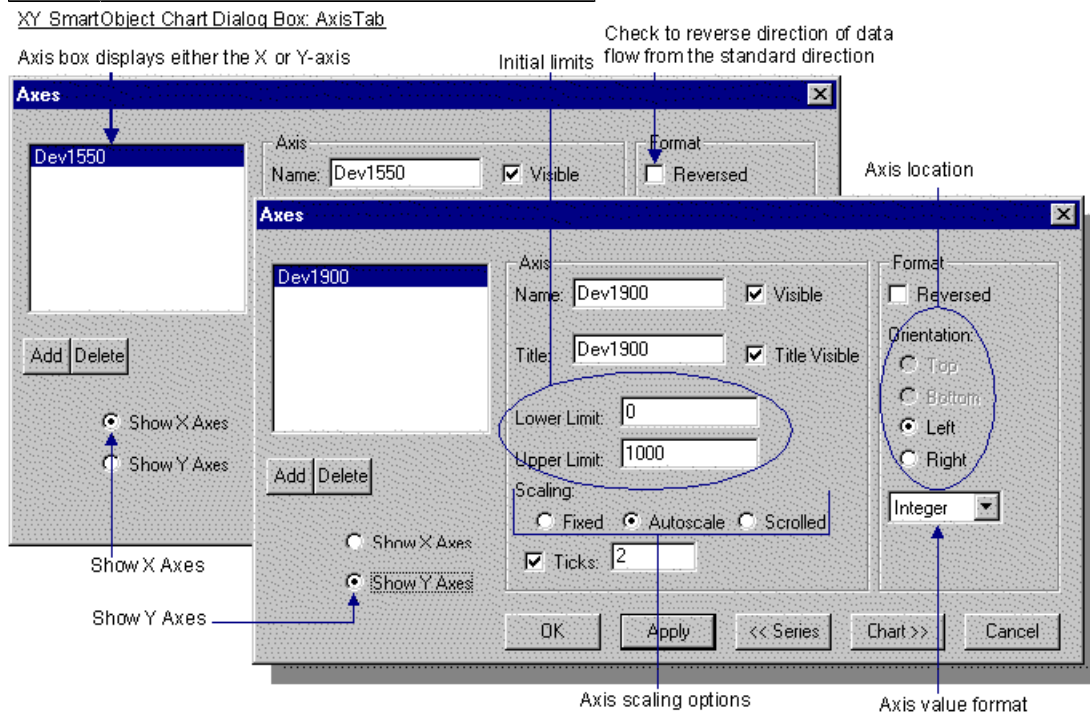 XY SmartObject Chart Dialog Box: AxisTab
Axis box displays either the X or Y-axis
Initial limits
Check to reverse direction of data
flow from the standard direction
Axes
Dev1550
Axis
Name: Dev1550
Visible
Format
Reversed
Add Delete
Show X Axes
Show Y Axes
Show X Axes
Show Y Axes
Axis location
Axes
Dev1900
Add Delete
Show X Axes
Show Y Axes
Axis
Name: Dev1900
Visible
Title: Dev1900
Title Visible
Lower Limit: 0
Upper Limit: 1000
Scaling:
Fixed Autoscale Scrolled
Ticks: 2
Format
Reversed
Orientation:
Top
Bottom
Left
Right
Integer
OK Apply << Series Chart >> Cancel
Axis scaling options
Axis value format